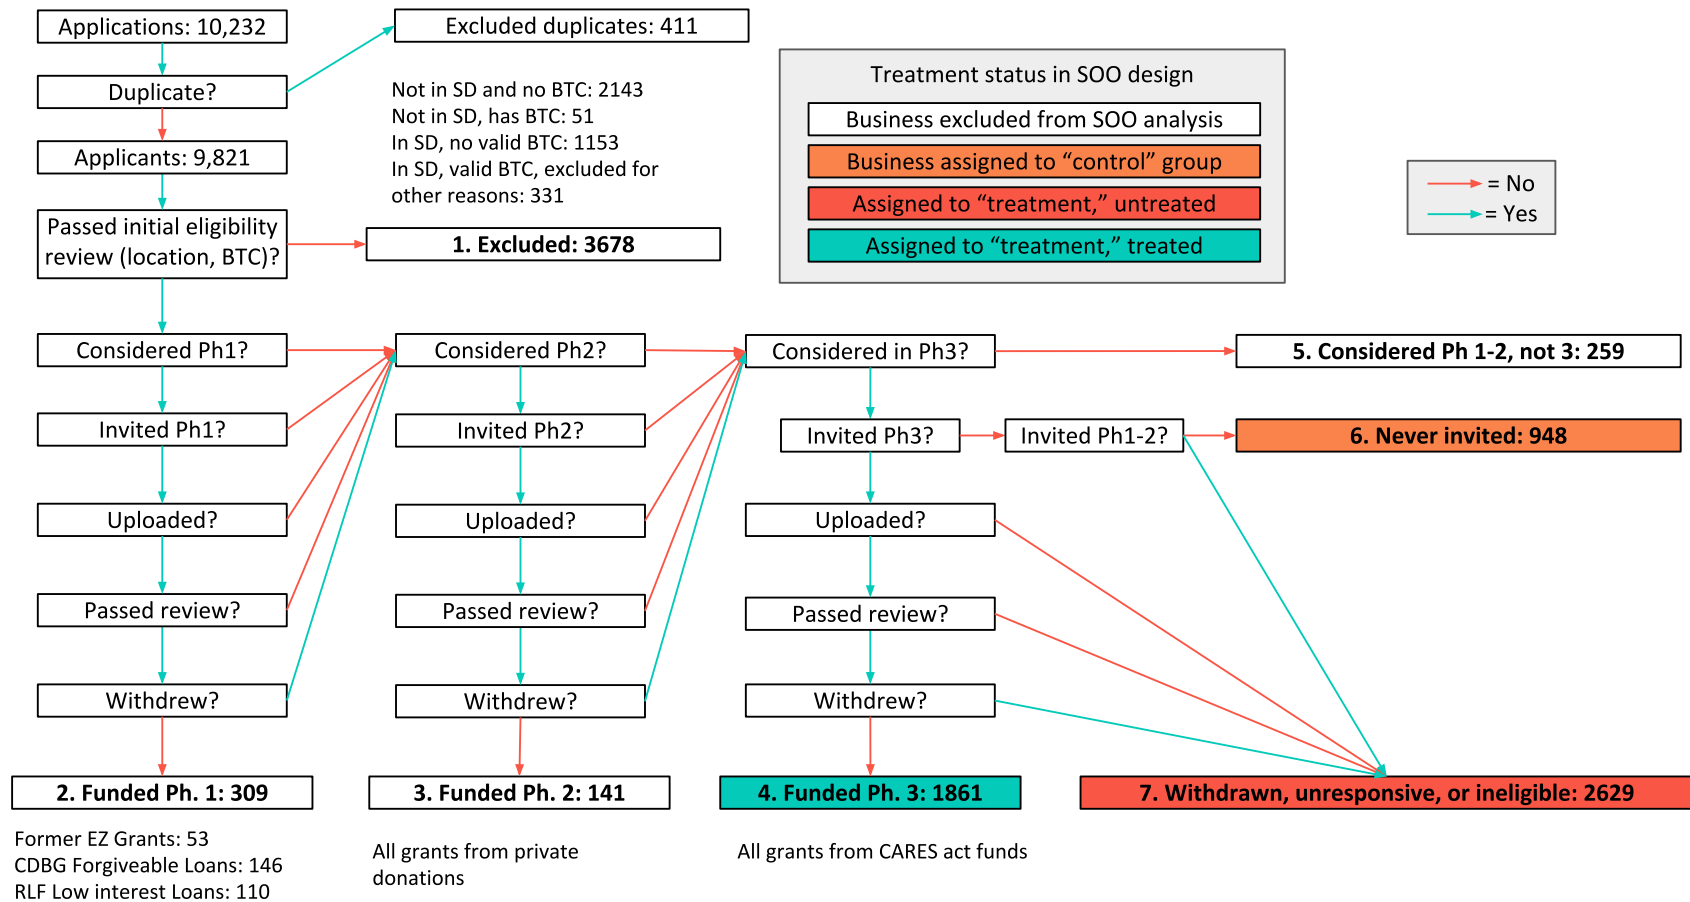 Applications: 10,232
Excluded duplicates: 411
Duplicate?
Not in SD and no BTC: 2143
Not in SD, has BTC: 51
In SD, no valid BTC: 1153
In SD, valid BTC, excluded for
other reasons: 331
Applicants: 9,821
Passed initial eligibility
review (location, BTC)?
1. Excluded: 3678
Treatment status in SOO design
Business excluded from SOO analysis
Business assigned to “control” group
Assigned to “treatment,” untreated
Assigned to “treatment,” treated
= No
= Yes
Considered Ph1?
Considered Ph2?
Considered in Ph3?
5. Considered Ph 1-2, not 3: 259
Invited Ph1?
Invited Ph2?
Invited Ph3?
Invited Ph1-2?
6. Never invited: 948
Uploaded?
Uploaded?
Uploaded?
Passed review?
Passed review?
Passed review?
Withdrew?
Withdrew?
Withdrew?
2. Funded Ph. 1: 309
3. Funded Ph. 2: 141
4. Funded Ph. 3: 1861
7. Withdrawn, unresponsive, or ineligible: 2629
Former EZ Grants: 53
CDBG Forgiveable Loans: 146
RLF Low interest Loans: 110
All grants from private
donations
All grants from CARES act funds